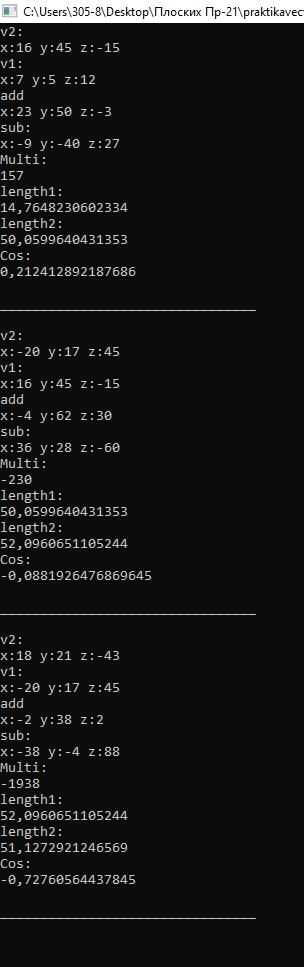 C:\Users\305-8\Desktop\Плоских Пр-21\praktikavect
v2:
x:16 y:45 z:-15
v1:
x:7 y:5 z:12
add
x:23 y:50 z:-3
sub:
x:-9 y:-40 z:27
Multi:
157
length1:
14,7648230602334
length2:
50,0599640431353
Cos:
0,212412892187686
________________________________
v2:
x:-20 y:17 z:45
v1:
x:16 y:45 z:-15
add
x:-4 y:62 z:30
sub:
x:36 y:28 z:-60
Multi:
-230
length1:
50,0599640431353
length2:
52,0960651105244
Cos:
-0,0881926476869645
________________________________
v2:
x:18 y:21 z:-43
v1:
x:-20 y:17 z:45
add
x:-2 y:38 z:2
sub:
x:-38 y:-4 z:88
Multi:
-1938
length1:
52,0960651105244
length2:
51,1272921246569
Cos:
-0,72760564437845
________________________________